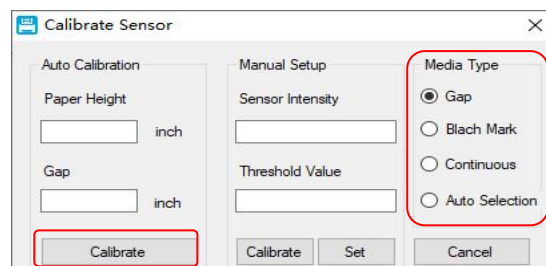 Calibrate Sensor
Auto Calibration
Paper Height
inch
Gap
inch
Calibrate
Manual Setup
Sensor Intensity
Threshold Value
Calibrate
Set
Media Type
Gap
Blach Mark
Continuous
Auto Selection
Cancel